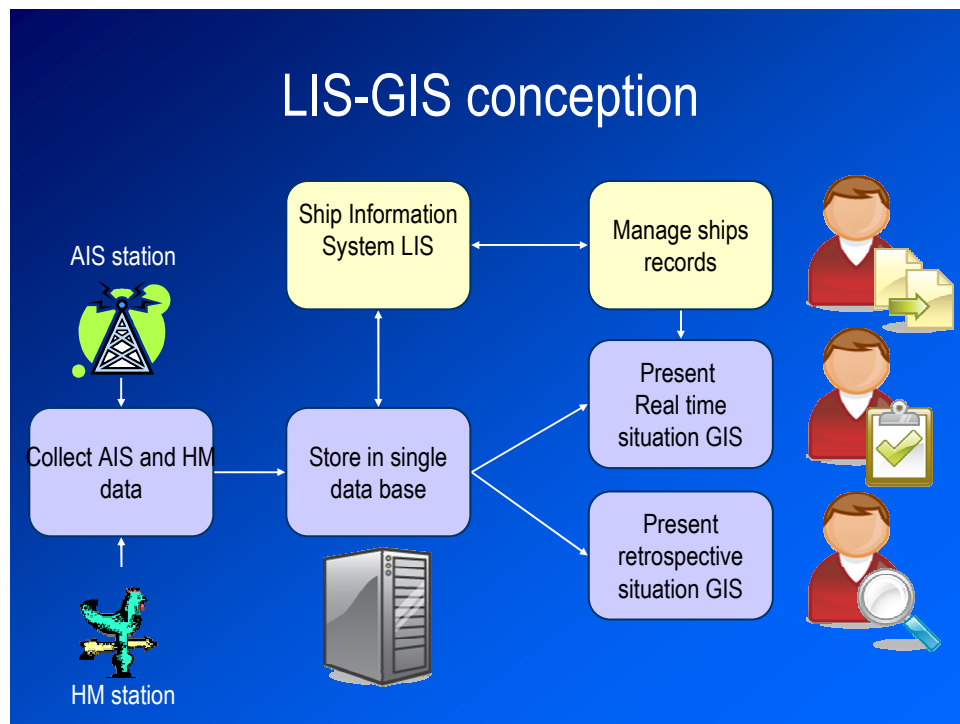 LIS-GIS conception
Ship Information
System LIS
Manage ships
records
AIS station
Present
Real time
situation GIS
Collect AIS and HM
data
Store in single
data base
Present
retrospective
situation GIS
HM station